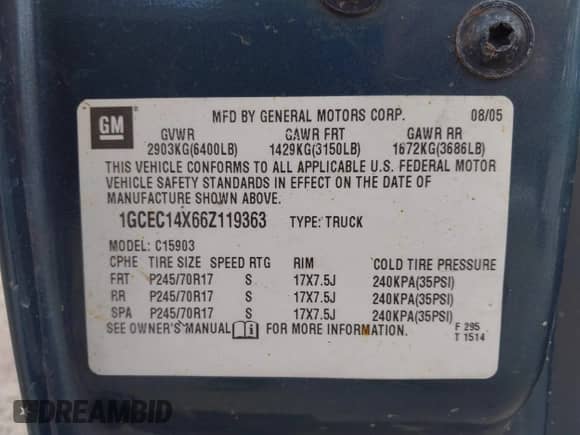 GM
MFD BY GENERAL MOTORS CORP. 08/05
GVWR GAWR FRT GAWR RR
2903KG(6400LB) 1429KG(3150LB) 1672KG(3686LB)
THIS VEHICLE CONFORMS TO ALL APPLICABLE U.S. FEDERAL MOTOR
VEHICLE SAFETY STANDARDS IN EFFECT ON THE DATE OF
MANUFACTURE SHOWN ABOVE.
1GCEC14X66Z119363 TYPE: TRUCK
MODEL: C15903
CPHE TIRE SIZE SPEED RTG RIM COLD TIRE PRESSURE
FRT P245/70R17 S 17X7.5J 240KPA(35PSI)
RR P245/70R17 S 17X7.5J 240KPA(35PSI)
SPA P245/70R17 S 17X7.5J 240KPA(35PSI)
SEE OWNER'S MANUAL FOR MORE INFORMATION. F 295
T 1514
DREAMBID